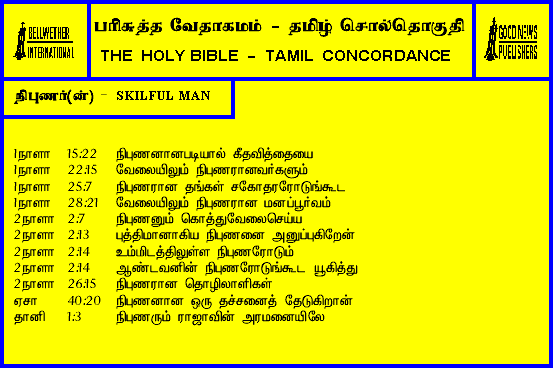 BELLWETHER INTERNATIONAL
பரிசுத்த வேதாகமம் - தமிழ் சொல்தொகுதி
THE HOLY BIBLE - TAMIL CONCORDANCE
GOOD NEWS PUBLISHERS
நிபுணர்(ன்) - SKILFUL MAN
1நாளா 15:22 நிபுணனானபடியால் கீதவித்தையை
1நாளா 22:15 வேலையிலும் நிபுணரானவர்களும்
1நாளா 25:7 நிபுணரான தங்கள் சகோதரரோடுங்கூட
1நாளா 28:21 வேலையிலும் நிபுணரான மனப்பூர்வம்
2நாளா 2:7 நிபுணனும் கொத்துவேலைசெய்ய
2நாளா 2:13 புத்திமானாகிய நிபுணனை அனுப்புகிறேன்
2நாளா 2:14 உம்மிடத்திலுள்ள நிபுணரோடும்
2நாளா 2:14 ஆண்டவனின் நிபுணரோடுங்கூட யூகித்து
2நாளா 26:15 நிபுணரான தொழிலாளிகள்
ஏசா 40:20 நிபுணனான ஒரு தச்சனைத் தேடுகிறான்
தானி 1:3 நிபுணரும் ராஜாவின் அரமனையிலே